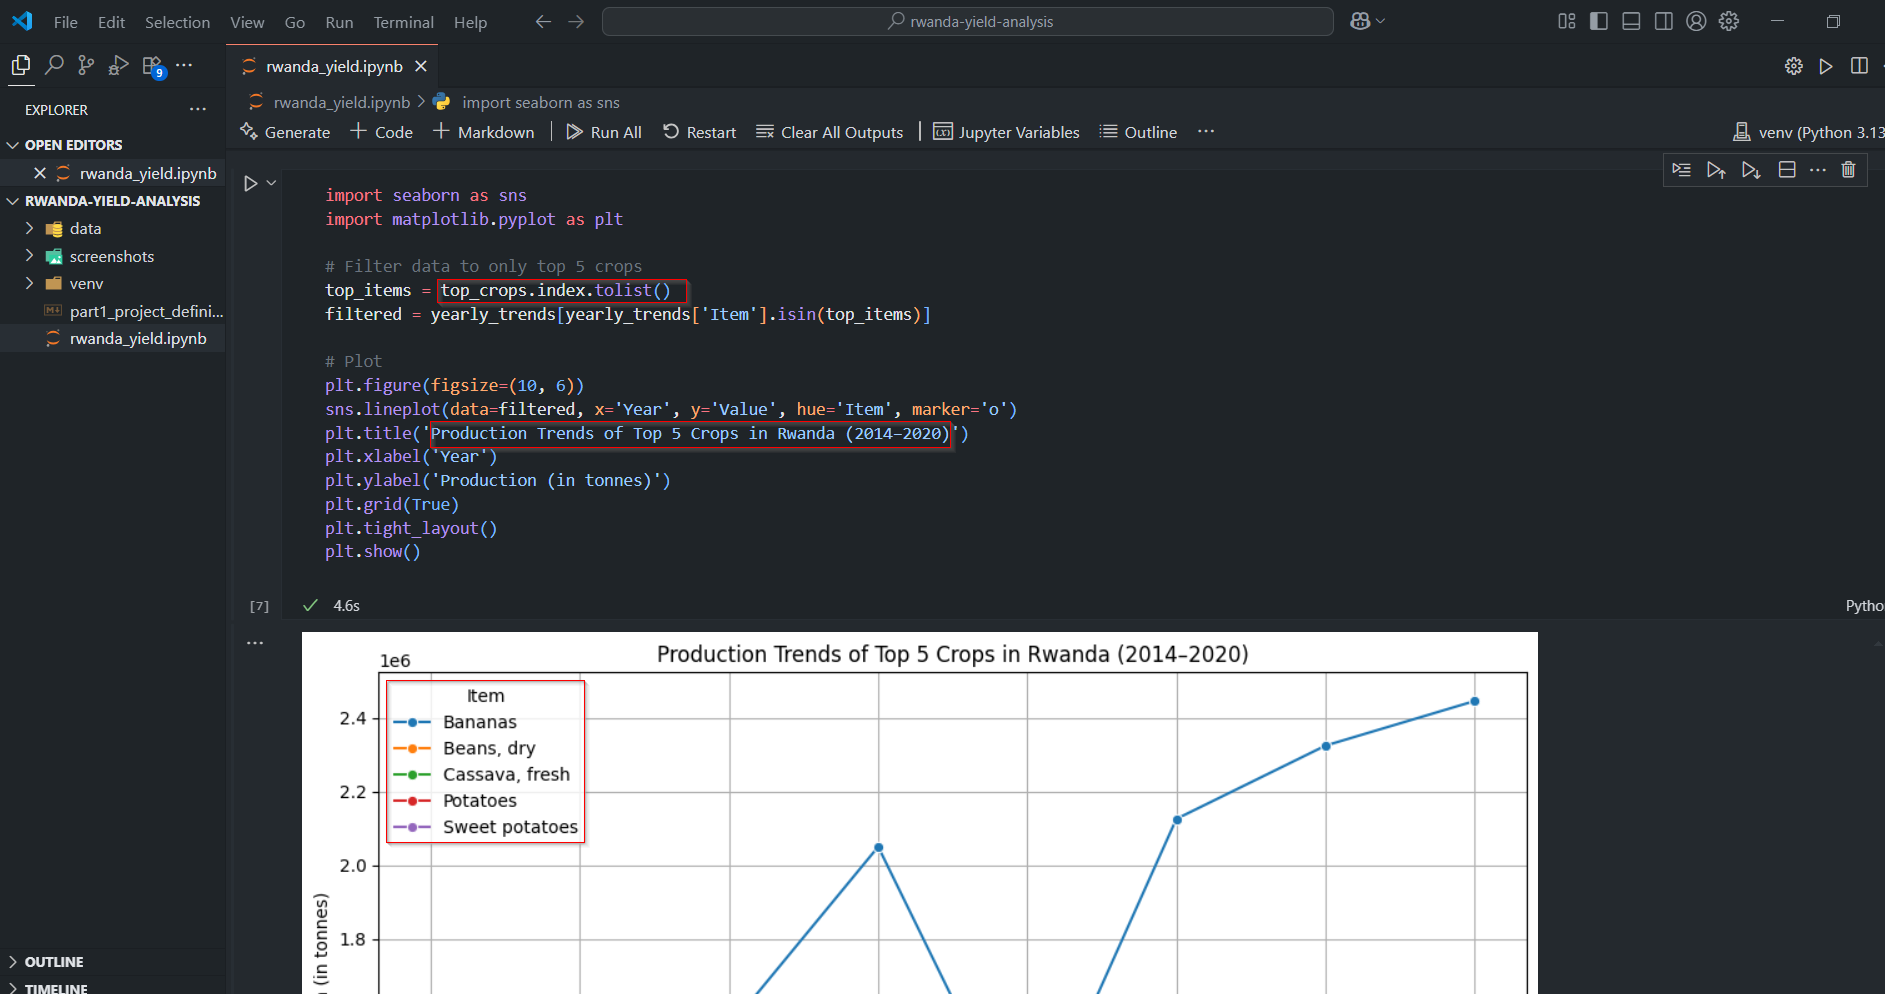 File Edit Selection View Go Run Terminal Help
rwanda-yield-analysis
9
rwanda_yield.ipynb
EXPLORER
rwanda_yield.ipynb > import seaborn as sns
Generate + Code + Markdown Run All Restart Clear All Outputs Jupyter Variables Outline ...
venv (Python 3.13
OPEN EDITORS
rwanda_yield.ipynb
RWANDA-YIELD-ANALYSIS
data
screenshots
venv
part1_project_defini...
rwanda_yield.ipynb
OUTLINE
TIMELINE
import seaborn as sns
import matplotlib.pyplot as plt
# Filter data to only top 5 crops
top_items = top_crops.index.tolist()
filtered = yearly_trends[yearly_trends['Item'].isin(top_items)]
# Plot
plt.figure(figsize=(10, 6))
sns.lineplot(data=filtered, x='Year', y='Value', hue='Item', marker='o')
plt.title('Production Trends of Top 5 Crops in Rwanda (2014–2020)')
plt.xlabel('Year')
plt.ylabel('Production (in tonnes)')
plt.grid(True)
plt.tight_layout()
plt.show()
[7]
4.6s
Pytho
Production Trends of Top 5 Crops in Rwanda (2014–2020)
1e6
Item
Bananas
Beans, dry
Cassava, fresh
Potatoes
Sweet potatoes
2.4
2.2
2.0
1.8
(in tonnes)